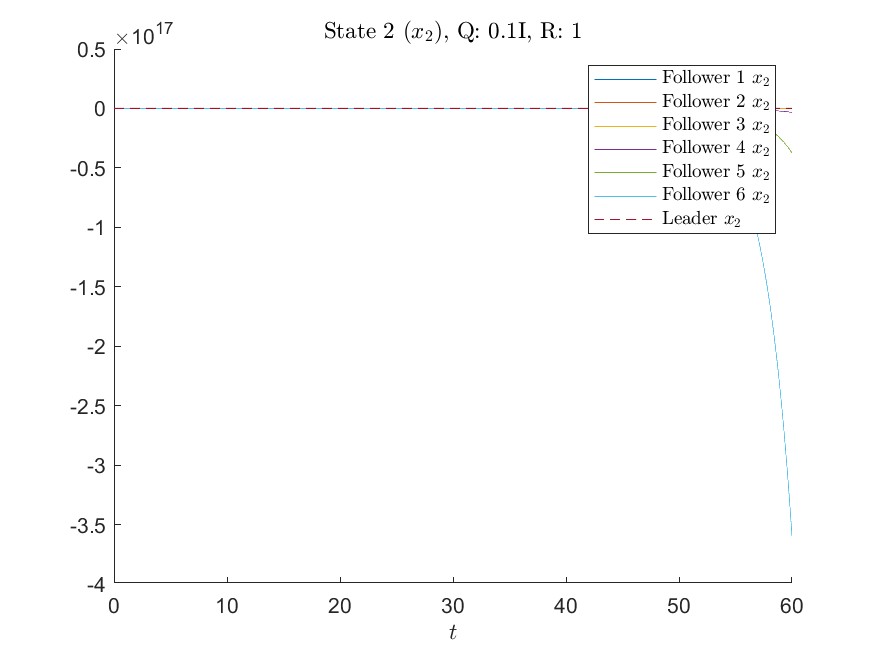 State 2 (x₂), Q: 0.1I, R: 1
×10¹⁷
0.5
0
-0.5
-1
-1.5
-2
-2.5
-3
-3.5
-4
Follower 1 x₂
Follower 2 x₂
Follower 3 x₂
Follower 4 x₂
Follower 5 x₂
Follower 6 x₂
Leader x₂
0 10 20 30 40 50 60
t